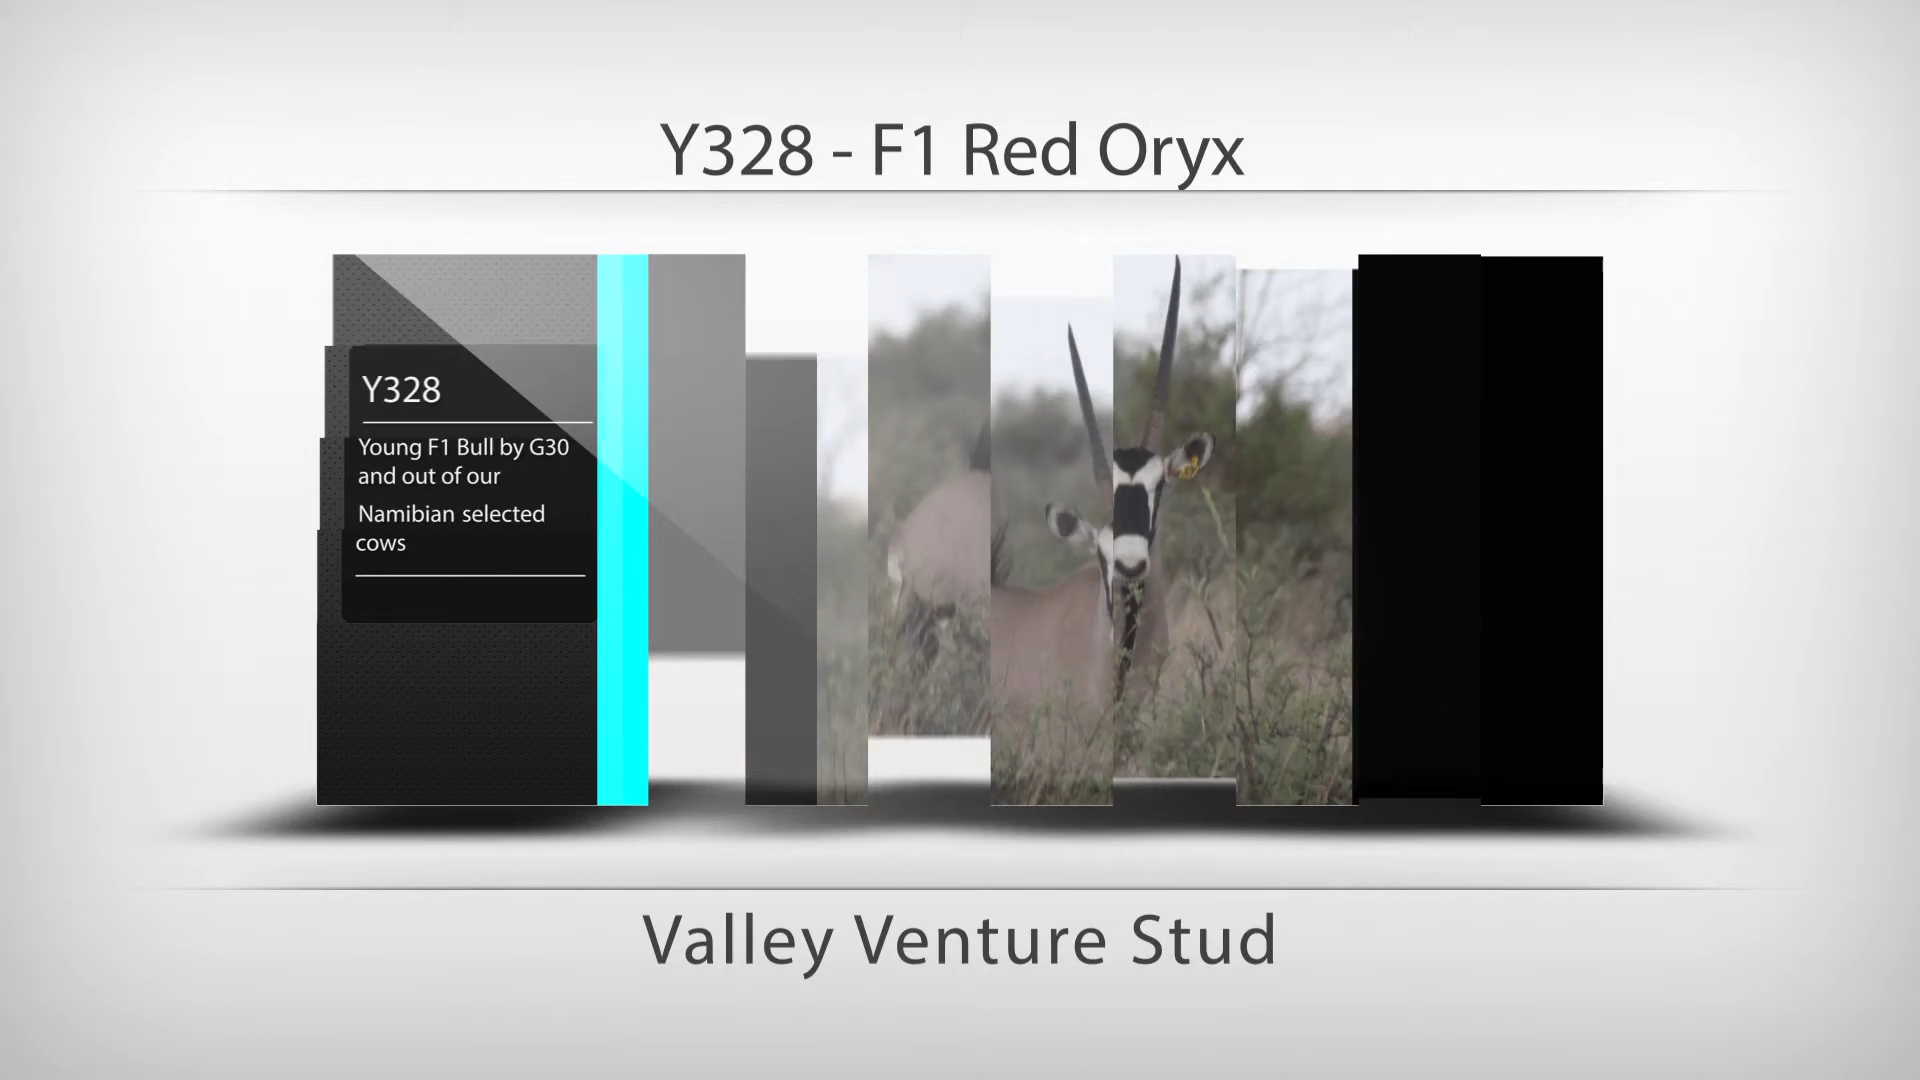 Y328 - F1 Red Oryx
Y328
Young F1 Bull by G30
and out of our
Namibian selected
cows
Valley Venture Stud